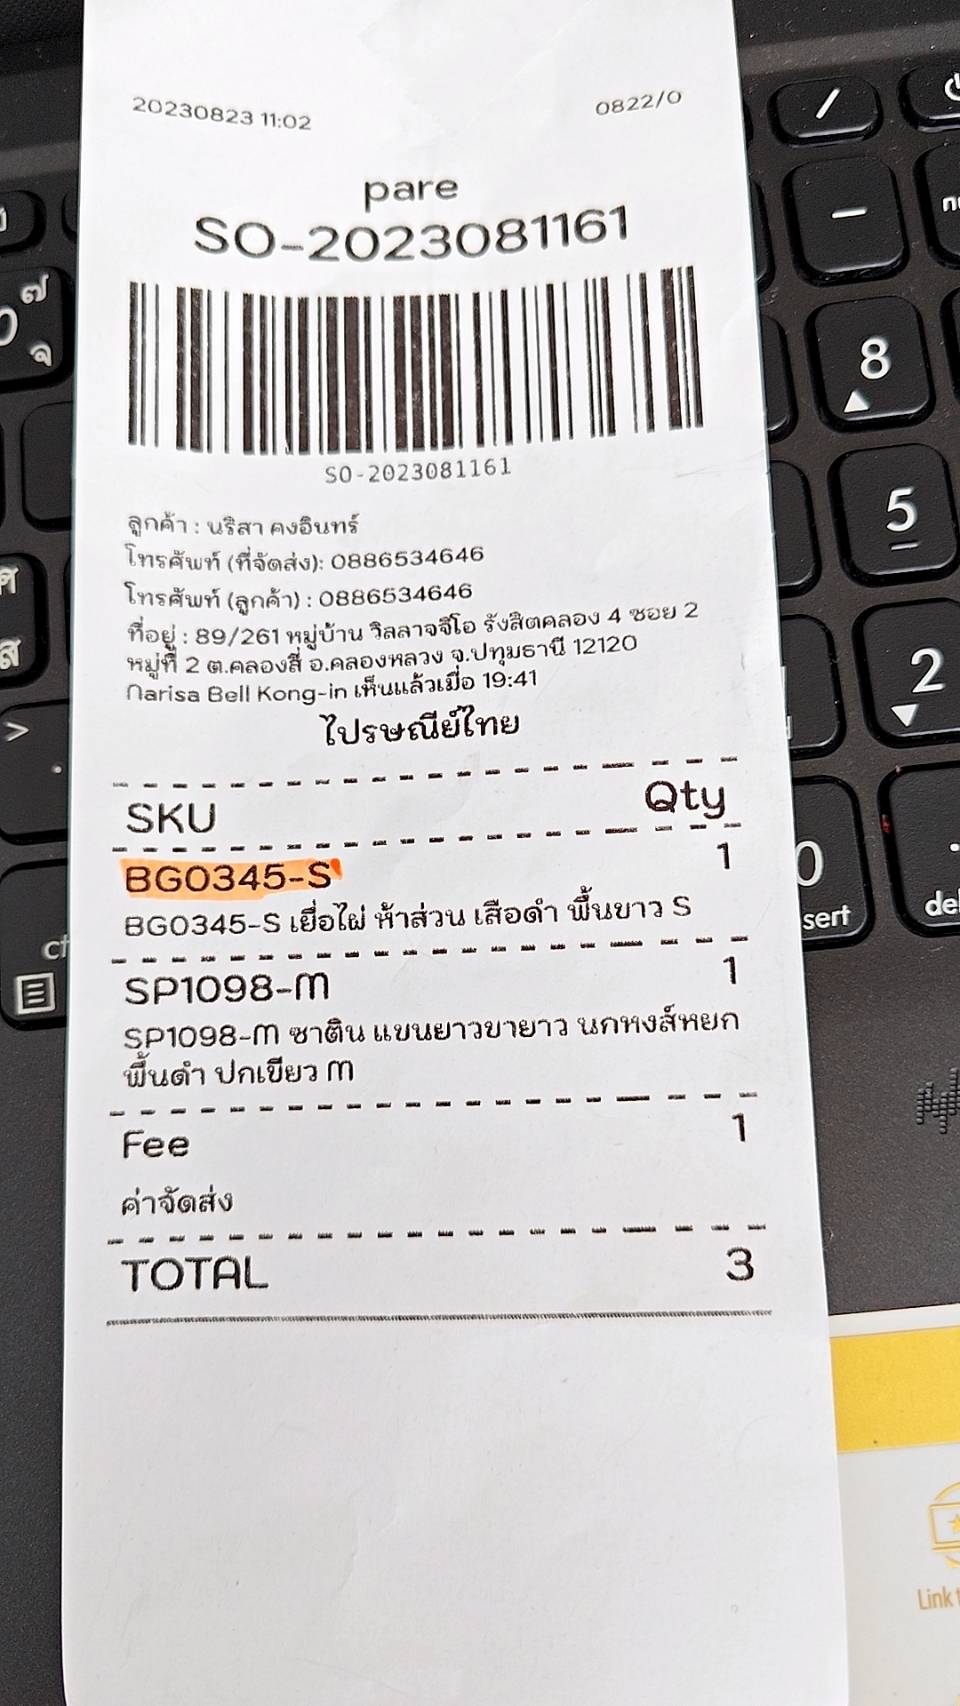 20230823 11:02
0822/0
pare
SO-2023081161
SO-2023081161
ลูกค้า : นริสา คงอินทร์
โทรศัพท์ (ที่จัดส่ง): 0886534646
โทรศัพท์ (ลูกค้า) : 0886534646
ที่อยู่ : 89/261 หมู่บ้าน วิลลาจจิโอ รังสิตคลอง 4 ซอย 2
หมู่ที่ 2 ต.คลองสี่ อ.คลองหลวง จ.ปทุมธานี 12120
Narisa Bell Kong-in เห็นแล้วเมื่อ 19:41
ไปรษณีย์ไทย
SKU Qty
BG0345-S 1
BG0345-S เยื่อไผ่ ห้าส่วน เสือดำ พื้นขาว S
SP1098-M 1
SP1098-M ซาติน แขนยาวขายาว นกหงส์หยก
พื้นดำ ปกเขียว M
Fee 1
ค่าจัดส่ง
TOTAL 3
/
-
8
5
2
0
sert
.
de
ct
๗
จ
ศ
ส
>
.
Link